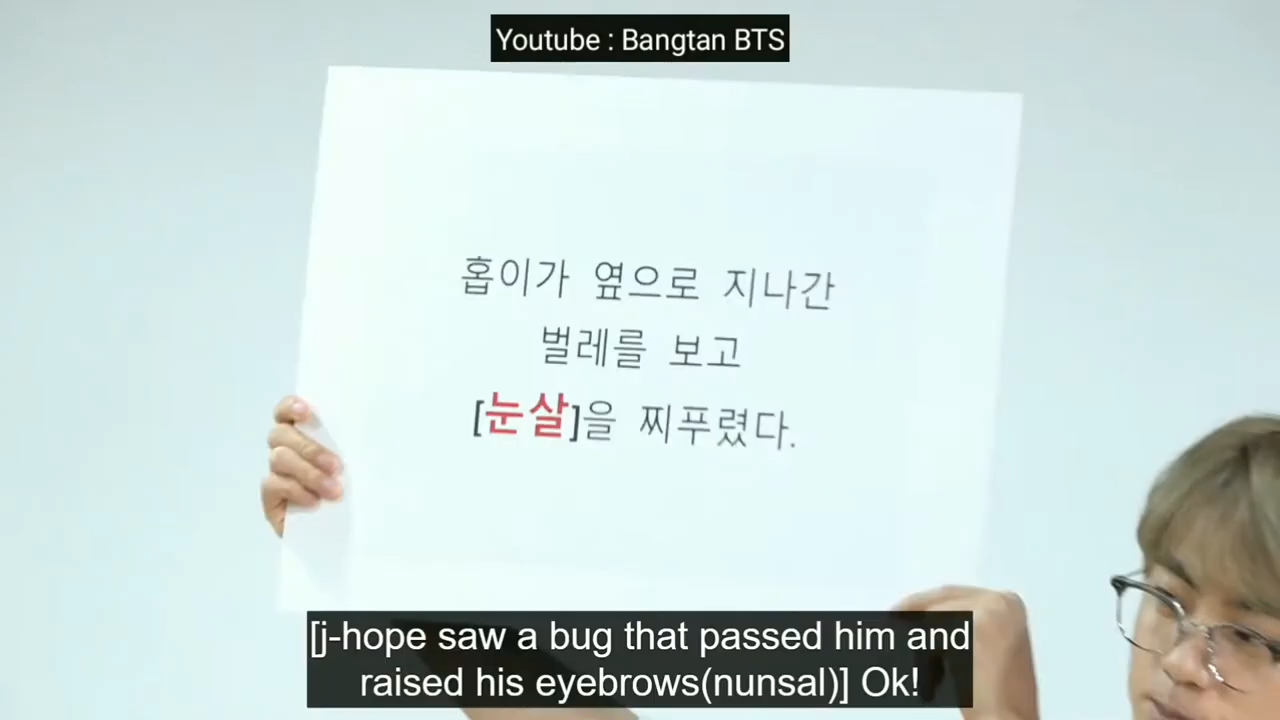 Youtube : Bangtan BTS
홉이가 옆으로 지나간
벌레를 보고
[눈살]을 찌푸렸다.
[j-hope saw a bug that passed him and
raised his eyebrows(nunsal)] Ok!